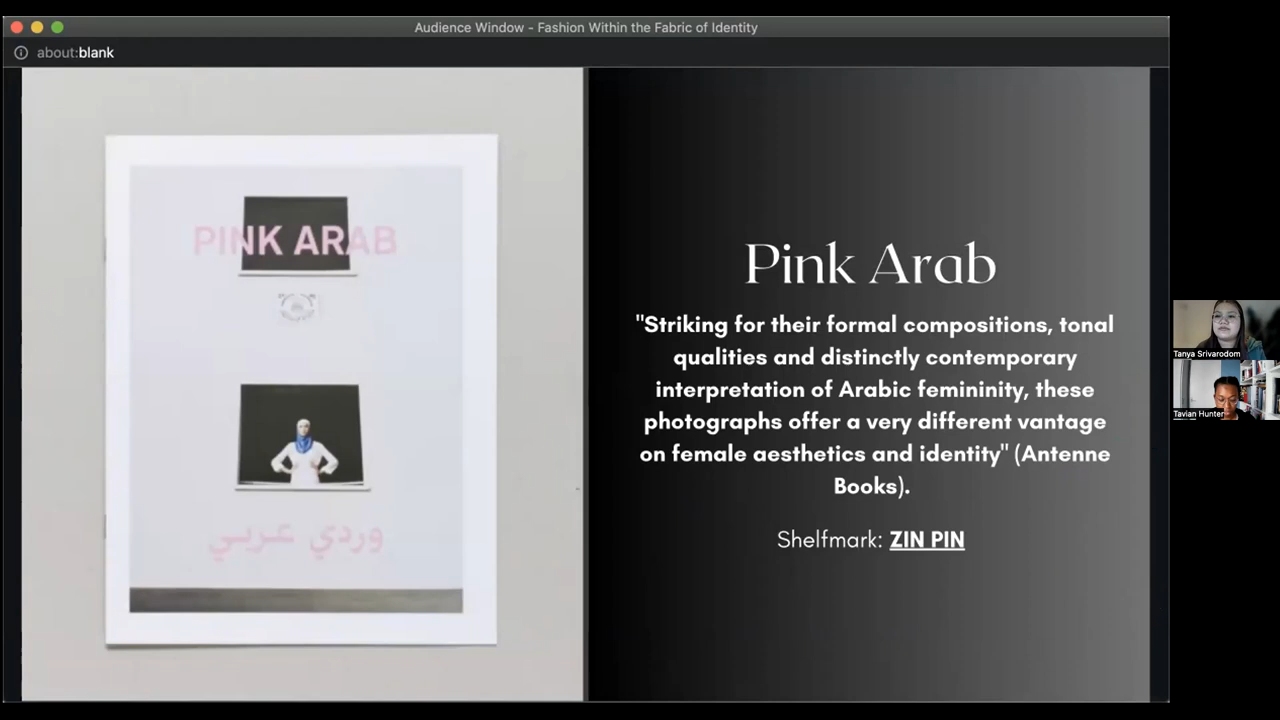 Audience Window - Fashion Within the Fabric of Identity
about:blank
PINK ARAB
وردي عربي
Pink Arab
"Striking for their formal compositions, tonal
qualities and distinctly contemporary
interpretation of Arabic femininity, these
photographs offer a very different vantage
on female aesthetics and identity" (Antenne
Books).
Shelfmark: ZIN PIN
Tanya Srivarodom
Tavian Hunter